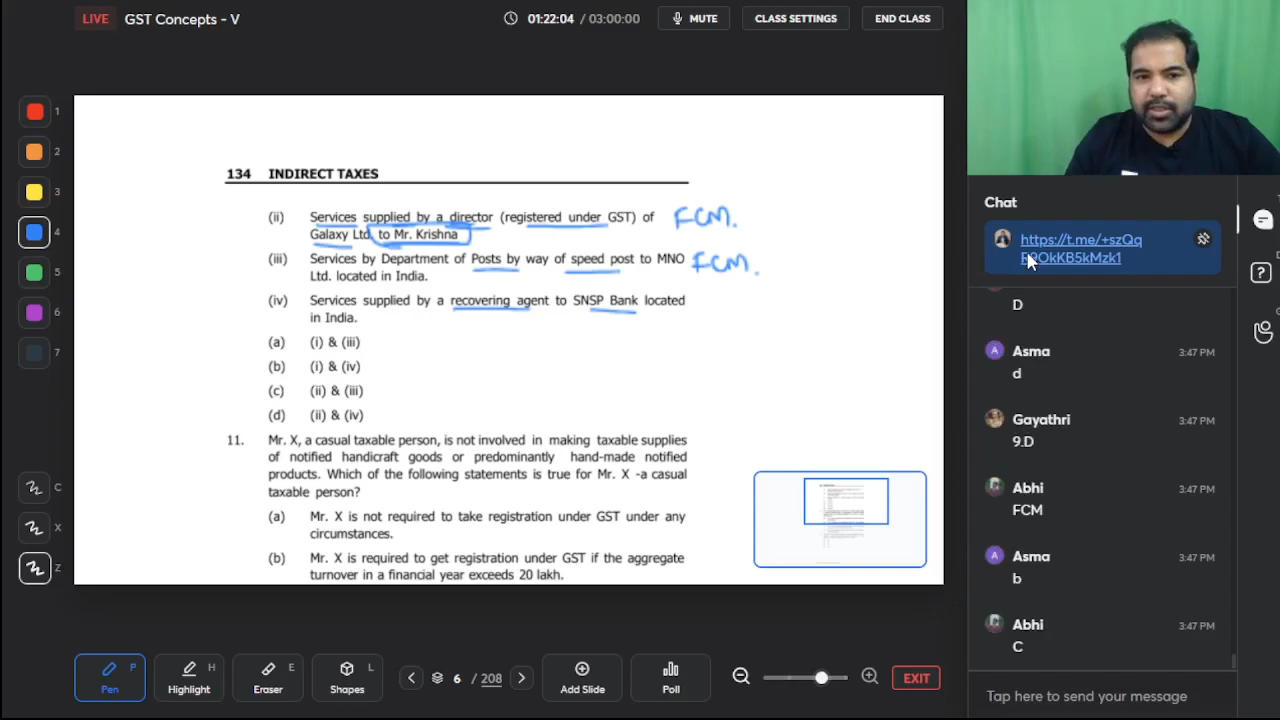 LIVE GST Concepts - V
01:22:04 / 03:00:00
MUTE
CLASS SETTINGS
END CLASS
1
2
3
4
5
6
7
C
X
Z
134 INDIRECT TAXES
(ii) Services supplied by a director (registered under GST) of
Galaxy Ltd. to Mr. Krishna
FCM.
(iii) Services by Department of Posts by way of speed post to MNO
Ltd. located in India.
FCM.
(iv) Services supplied by a recovering agent to SNSP Bank located
in India.
(a) (i) & (iii)
(b) (i) & (iv)
(c) (ii) & (iii)
(d) (ii) & (iv)
11. Mr. X, a casual taxable person, is not involved in making taxable supplies
of notified handicraft goods or predominantly hand-made notified
products. Which of the following statements is true for Mr. X -a casual
taxable person?
(a) Mr. X is not required to take registration under GST under any
circumstances.
(b) Mr. X is required to get registration under GST if the aggregate
turnover in a financial year exceeds 20 lakh.
Chat
https://t.me/+szQq
D
Asma 3:47 PM
d
Gayathri 3:47 PM
9.D
Abhi 3:47 PM
FCM
Asma 3:47 PM
b
Abhi 3:47 PM
C
Tap here to send your message
Pen P
Highlight H
Eraser E
Shapes L
6 / 208
Add Slide
Poll
EXIT